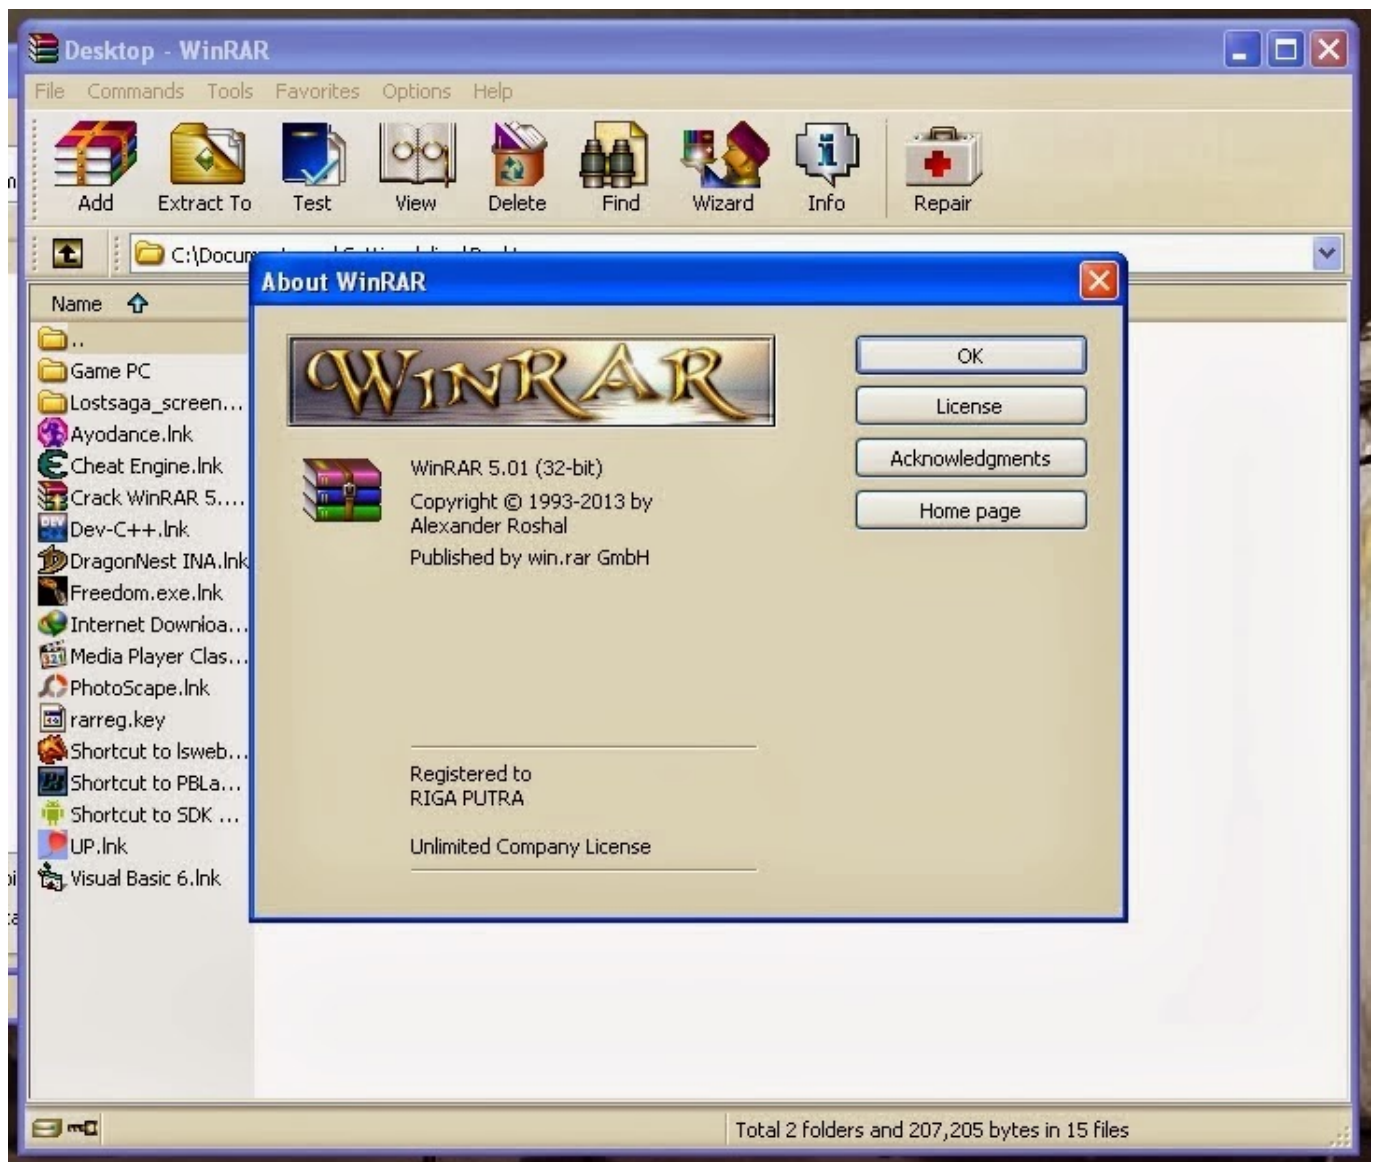 Desktop - WinRAR
File Commands Tools Favorites Options Help
Add Extract To Test View Delete Find Wizard Info Repair
C:\Docum
Name
..
Game PC
Lostsaga_screen...
Ayodance.lnk
Cheat Engine.lnk
Crack WinRAR 5....
Dev-C++.lnk
DragonNest INA.lnk
Freedom.exe.lnk
Internet Downloa...
Media Player Clas...
PhotoScape.lnk
rarreg.key
Shortcut to lsweb...
Shortcut to PBLa...
Shortcut to SDK ...
UP.lnk
Visual Basic 6.lnk
About WinRAR
WinRAR
WinRAR 5.01 (32-bit)
Copyright © 1993-2013 by
Alexander Roshal
Published by win.rar GmbH
OK
License
Acknowledgments
Home page
Registered to
RIGA PUTRA
Unlimited Company License
Total 2 folders and 207,205 bytes in 15 files